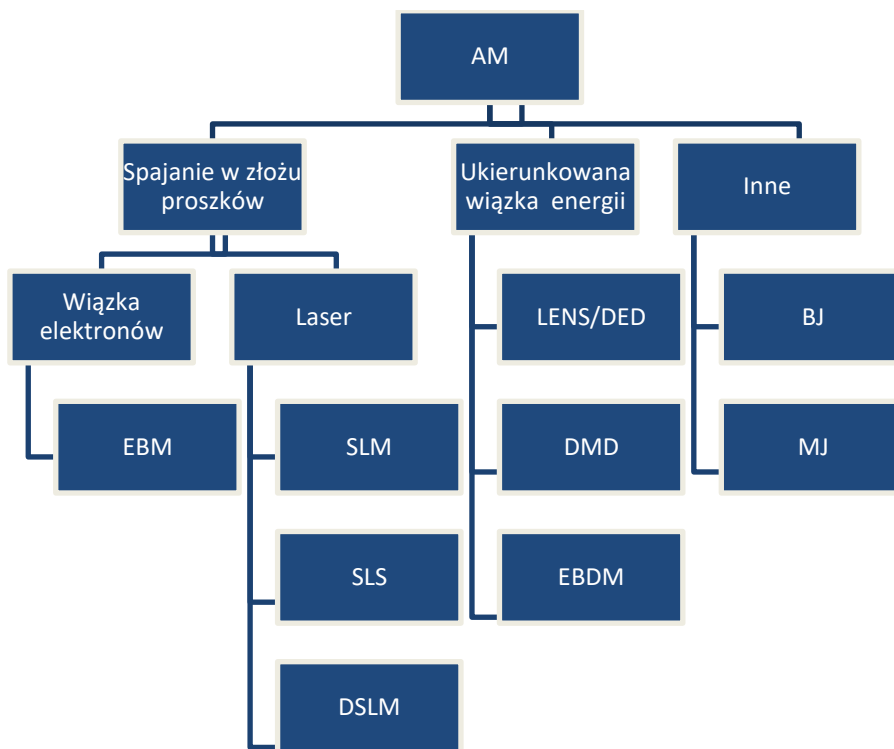 AM
Spajanie w złożu
proszków
Ukierunkowana
wiązka energii
Inne
Wiązka
elektronów
Laser
LENS/DED
BJ
EBM
SLM
DMD
MJ
SLS
EBDM
DSLM